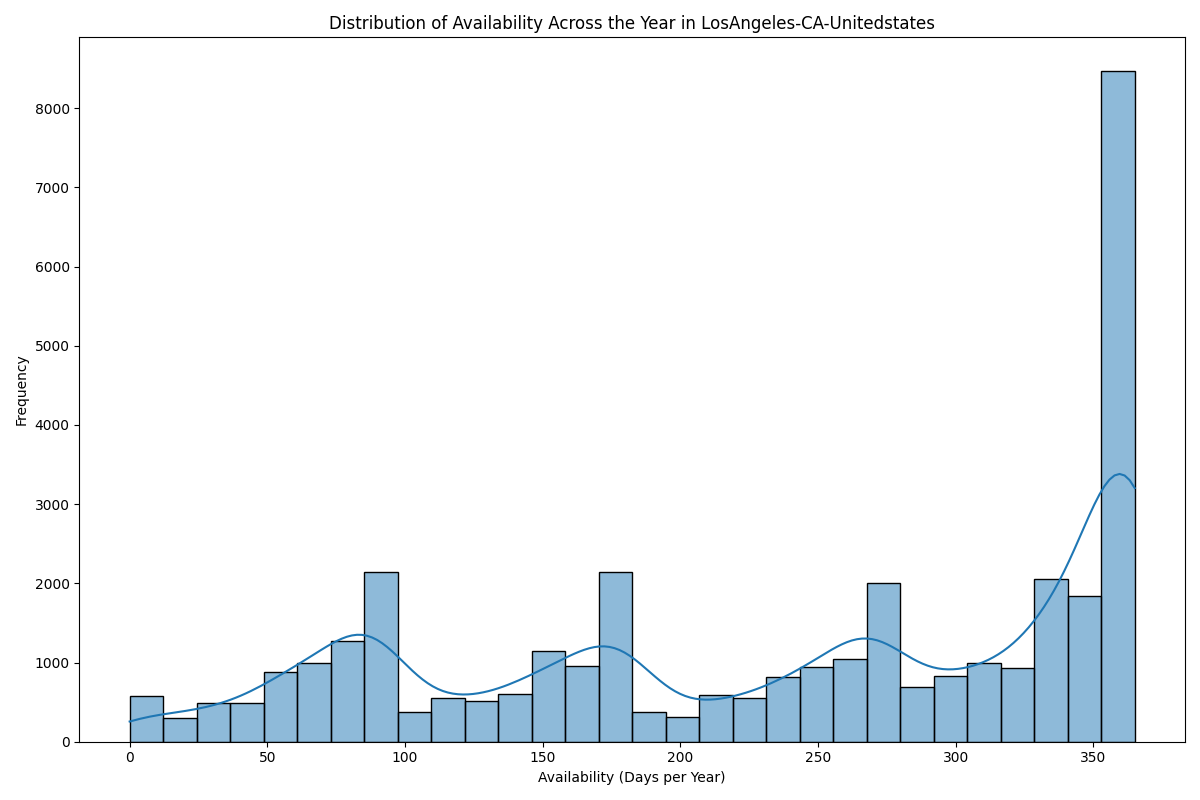 Distribution of Availability Across the Year in LosAngeles-CA-Unitedstates
8000
7000
6000
5000
4000
3000
2000
1000
0
Frequency
0 50 100 150 200 250 300 350
Availability (Days per Year)